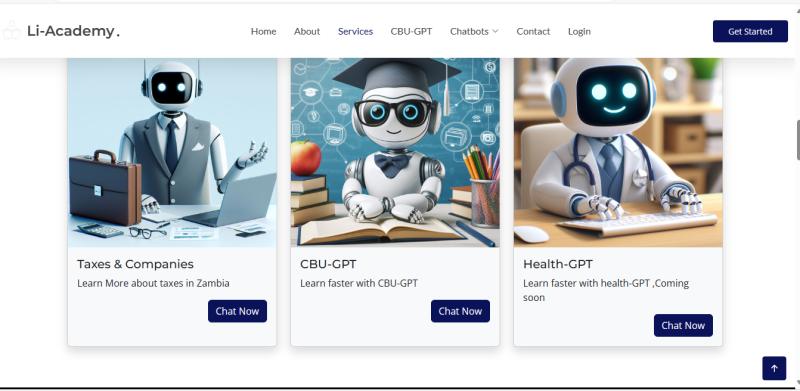 Li-Academy.
Home About Services CBU-GPT Chatbots Contact Login
Get Started
Taxes & Companies
Learn More about taxes in Zambia
Chat Now
CBU-GPT
Learn faster with CBU-GPT
Chat Now
Health-GPT
Learn faster with health-GPT ,Coming
soon
Chat Now